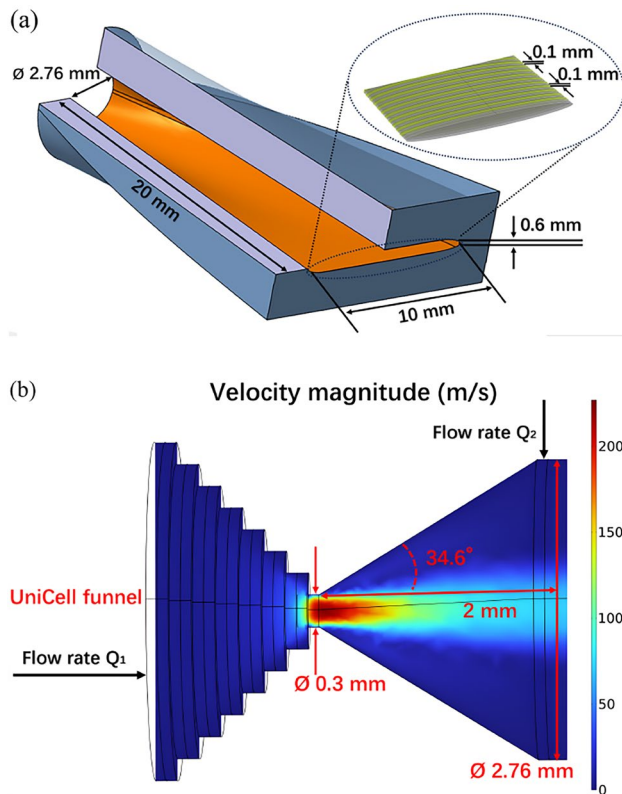 (a)
Ø 2.76 mm
0.1 mm
0.1 mm
20 mm
0.6 mm
10 mm
(b)
Velocity magnitude (m/s)
Flow rate Q₂
200
150
34.6°
UniCell funnel
2 mm
100
Flow rate Q₁
Ø 0.3 mm
50
Ø 2.76 mm
0